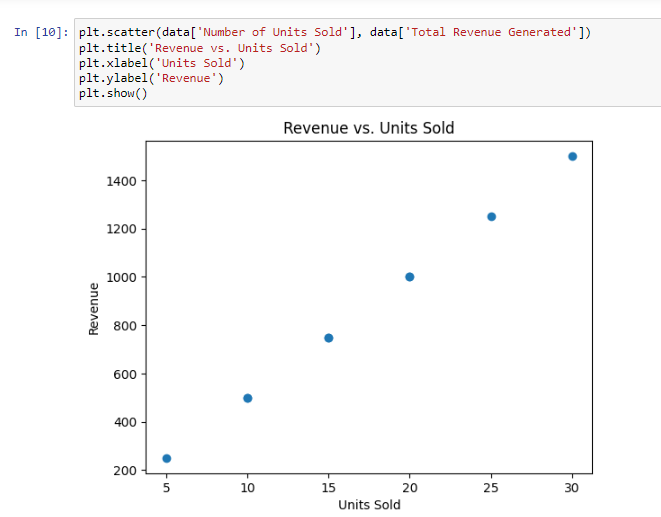 In [10]: plt.scatter(data['Number of Units Sold'], data['Total Revenue Generated'])
plt.title('Revenue vs. Units Sold')
plt.xlabel('Units Sold')
plt.ylabel('Revenue')
plt.show()
Revenue vs. Units Sold
1400
1200
1000
800
600
400
200
Revenue
5 10 15 20 25 30
Units Sold